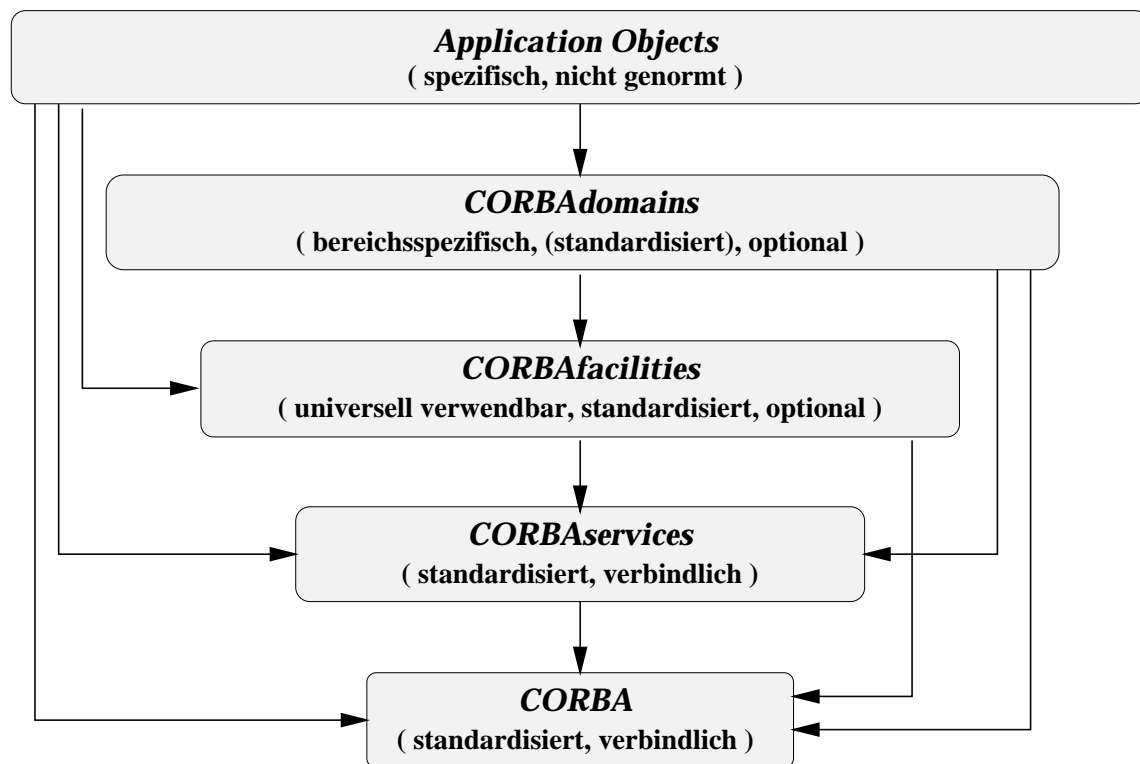 Application Objects
( spezifisch, nicht genormt )
CORBAdomains
( bereichsspezifisch, (standardisiert), optional )
CORBAfacilities
( universell verwendbar, standardisiert, optional )
CORBAservices
( standardisiert, verbindlich )
CORBA
( standardisiert, verbindlich )